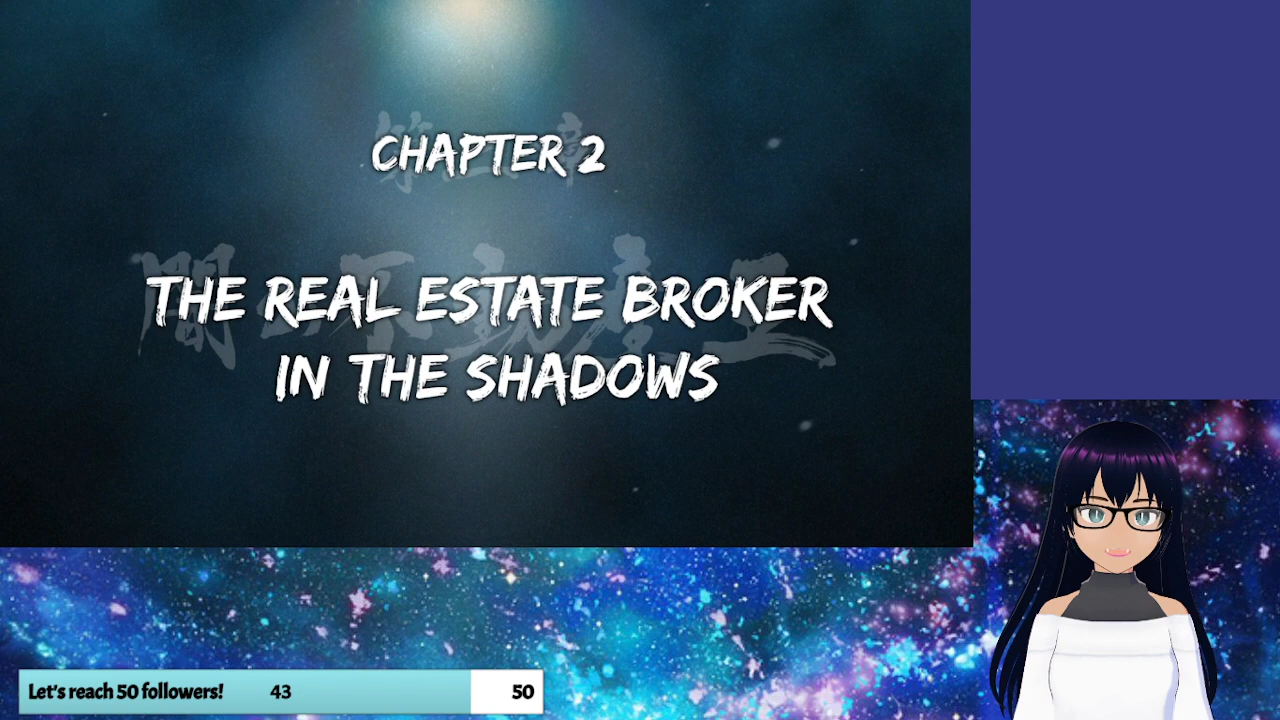 CHAPTER 2
THE REAL ESTATE BROKER
IN THE SHADOWS
Let's reach 50 followers! 43 50